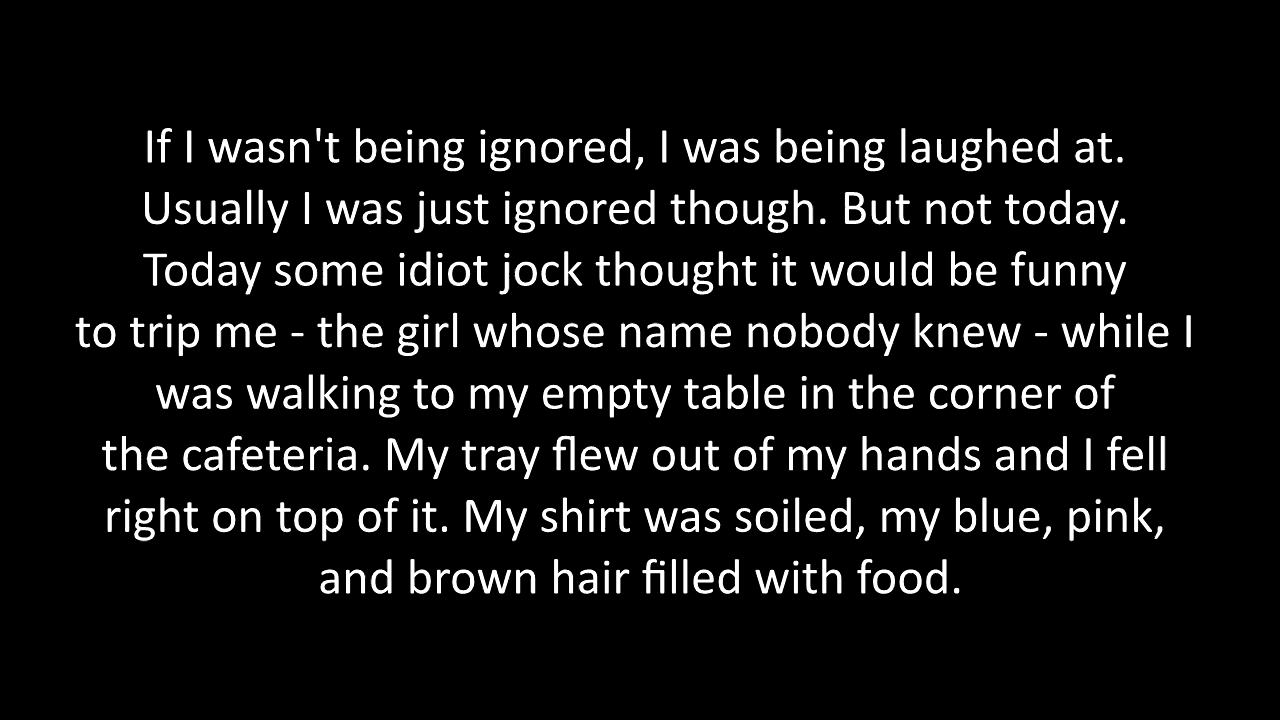 If I wasn't being ignored, I was being laughed at.
Usually I was just ignored though. But not today.
Today some idiot jock thought it would be funny
to trip me - the girl whose name nobody knew - while I
was walking to my empty table in the corner of
the cafeteria. My tray flew out of my hands and I fell
right on top of it. My shirt was soiled, my blue, pink,
and brown hair filled with food.